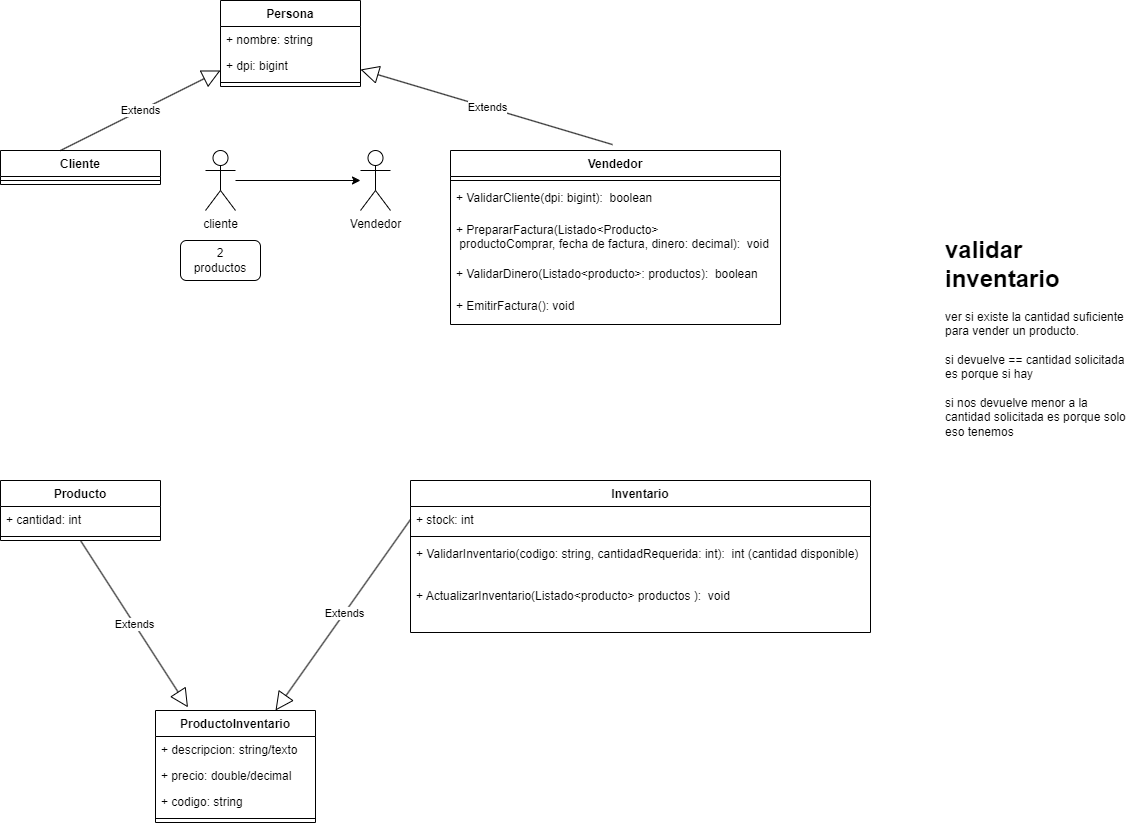 Persona
+ nombre: string
+ dpi: bigint
Extends
Extends
Cliente
cliente
2
productos
Vendedor
Vendedor
+ ValidarCliente(dpi: bigint):  boolean
+ PrepararFactura(Listado<Producto>
productoComprar, fecha de factura, dinero: decimal):  void
+ ValidarDinero(Listado<producto>: productos):  boolean
+ EmitirFactura(): void
validar
inventario
ver si existe la cantidad suficiente
para vender un producto.
si devuelve == cantidad solicitada
es porque si hay
si nos devuelve menor a la
cantidad solicitada es porque solo
eso tenemos
Producto
+ cantidad: int
Inventario
+ stock: int
+ ValidarInventario(codigo: string, cantidadRequerida: int):  int (cantidad disponible)
+ ActualizarInventario(Listado<producto> productos ):  void
Extends
Extends
ProductoInventario
+ descripcion: string/texto
+ precio: double/decimal
+ codigo: string